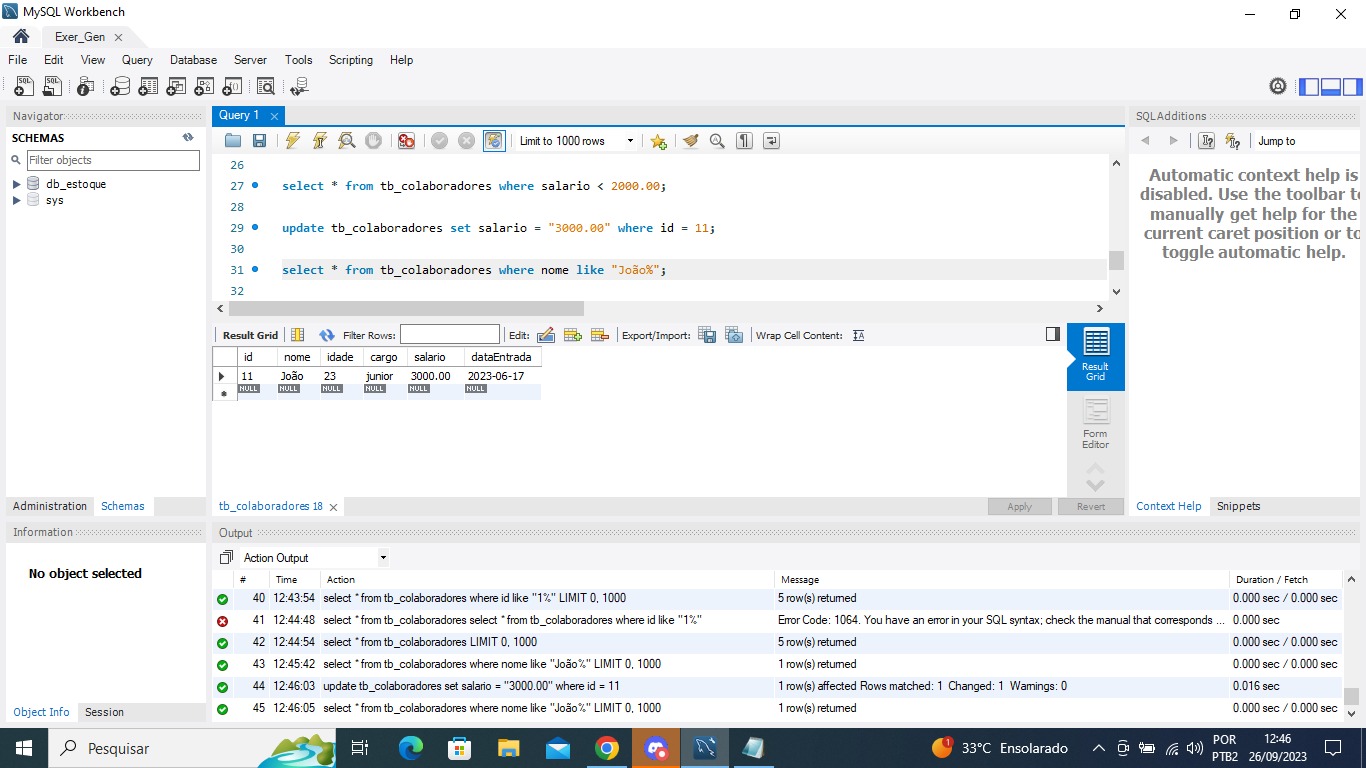 MySQL Workbench
Exer_Gen
File Edit View Query Database Server Tools Scripting Help
Navigator
SCHEMAS
Filter objects
db_estoque
sys
Administration Schemas
Information
No object selected
Object Info Session
Query 1
Limit to 1000 rows
26
27 select * from tb_colaboradores where salario < 2000.00;
28
29 update tb_colaboradores set salario = "3000.00" where id = 11;
30
31 select * from tb_colaboradores where nome like "João%";
32
Result Grid Filter Rows: Edit: Export/Import: Wrap Cell Content:
id nome idade cargo salario dataEntrada
11 João 23 junior 3000.00 2023-06-17
NULL NULL NULL NULL NULL NULL
Result
Grid
Form
Editor
tb_colaboradores 18
Apply Revert
SQLAdditions
Jump to
Automatic context help is
disabled. Use the toolbar to
manually get help for the
current caret position or to
toggle automatic help.
Context Help Snippets
Output
Action Output
# Time Action Message Duration / Fetch
40 12:43:54 select * from tb_colaboradores where id like "1%" LIMIT 0, 1000 5 row(s) returned 0.000 sec / 0.000 sec
41 12:44:48 select * from tb_colaboradores select * from tb_colaboradores where id like "1%" Error Code: 1064. You have an error in your SQL syntax; check the manual that corresponds ... 0.000 sec
42 12:44:54 select * from tb_colaboradores LIMIT 0, 1000 5 row(s) returned 0.000 sec / 0.000 sec
43 12:45:42 select * from tb_colaboradores where nome like "João%" LIMIT 0, 1000 1 row(s) returned 0.000 sec / 0.000 sec
44 12:46:03 update tb_colaboradores set salario = "3000.00" where id = 11 1 row(s) affected Rows matched: 1 Changed: 1 Warnings: 0 0.016 sec
45 12:46:05 select * from tb_colaboradores where nome like "João%" LIMIT 0, 1000 1 row(s) returned 0.000 sec / 0.000 sec
Pesquisar
1
33°C Ensolarado
POR
PTB2
12:46
26/09/2023